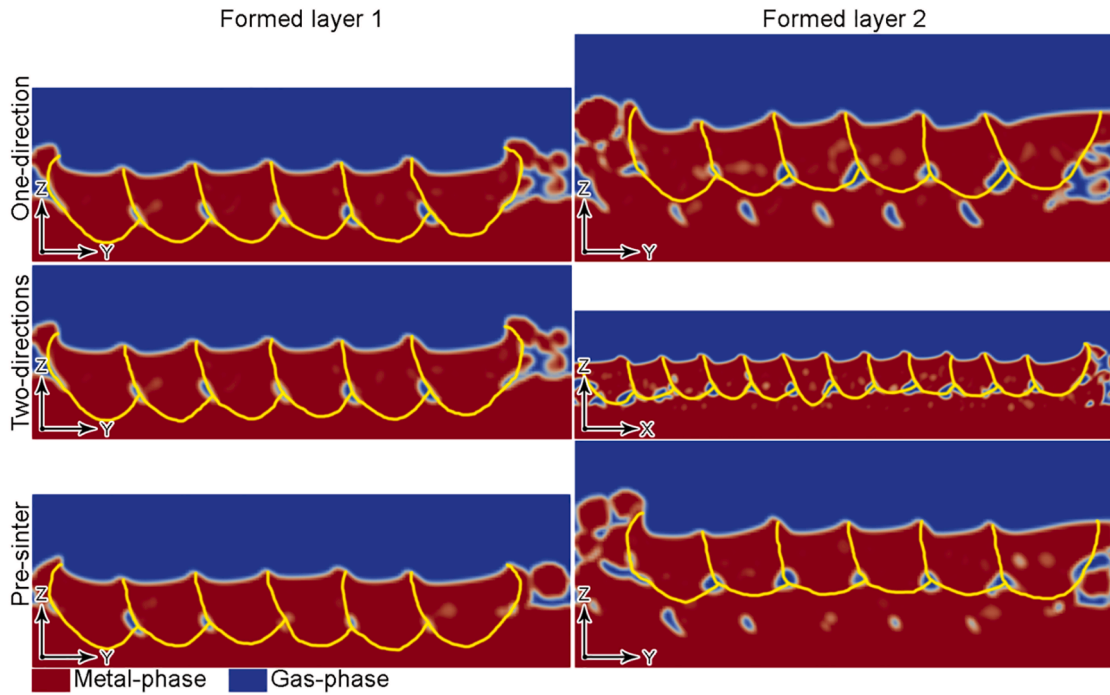 Formed layer 1
Formed layer 2
One-direction
Z
Y
Z
Y
Two-directions
Z
Y
Z
X
Pre-sinter
Z
Y
Z
Y
Metal-phase
Gas-phase